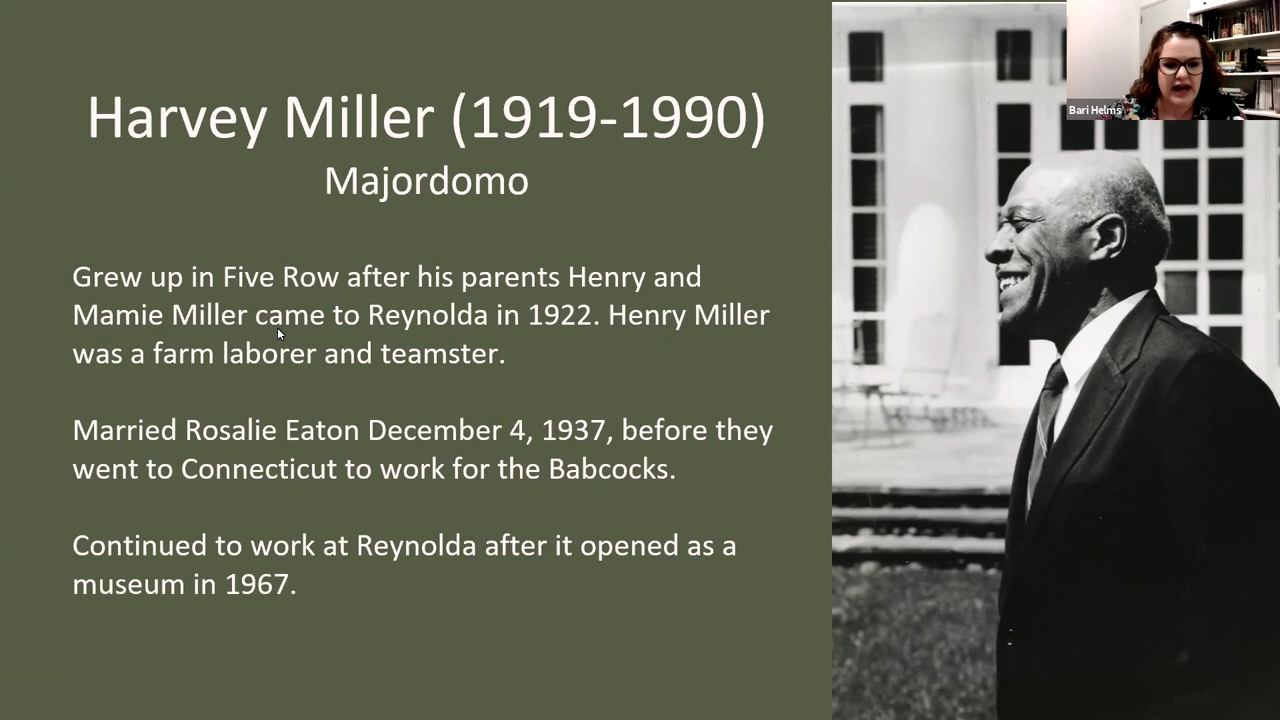 Harvey Miller (1919-1990)
Majordomo
Grew up in Five Row after his parents Henry and
Mamie Miller came to Reynolda in 1922. Henry Miller
was a farm laborer and teamster.
Married Rosalie Eaton December 4, 1937, before they
went to Connecticut to work for the Babcocks.
Continued to work at Reynolda after it opened as a
museum in 1967.
Bari Helms